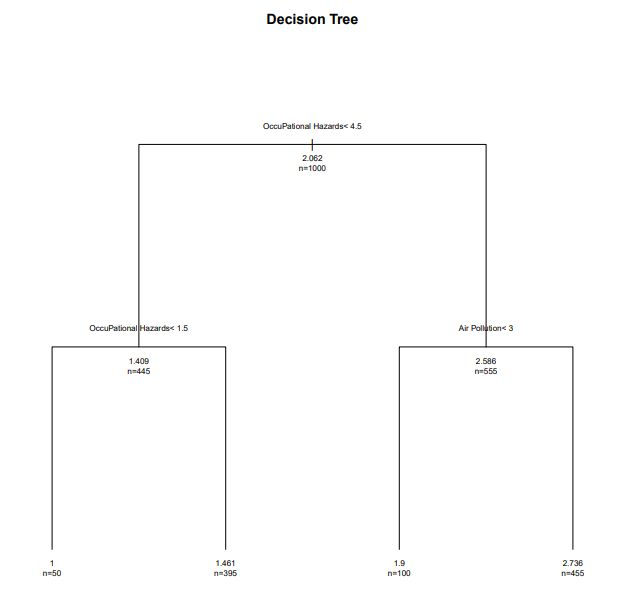 Decision Tree
OccuPational Hazards< 4.5
2.062
n=1000
OccuPational Hazards< 1.5
Air Pollution< 3
1.409
n=445
2.586
n=555
1
n=50
1.461
n=395
1.9
n=100
2.736
n=455